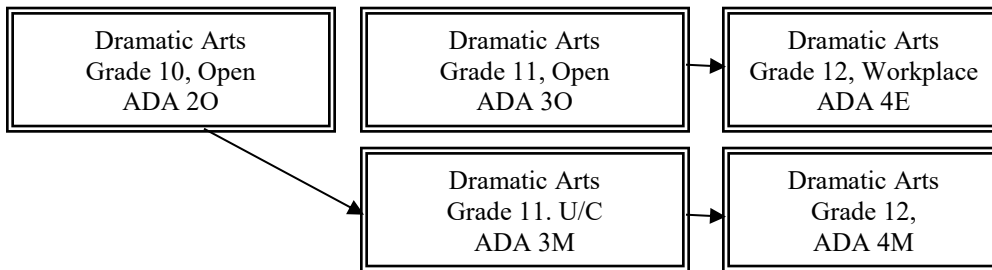 Dramatic Arts
Grade 10, Open
ADA 2O
Dramatic Arts
Grade 11, Open
ADA 3O
Dramatic Arts
Grade 12, Workplace
ADA 4E
Dramatic Arts
Grade 11. U/C
ADA 3M
Dramatic Arts
Grade 12,
ADA 4M